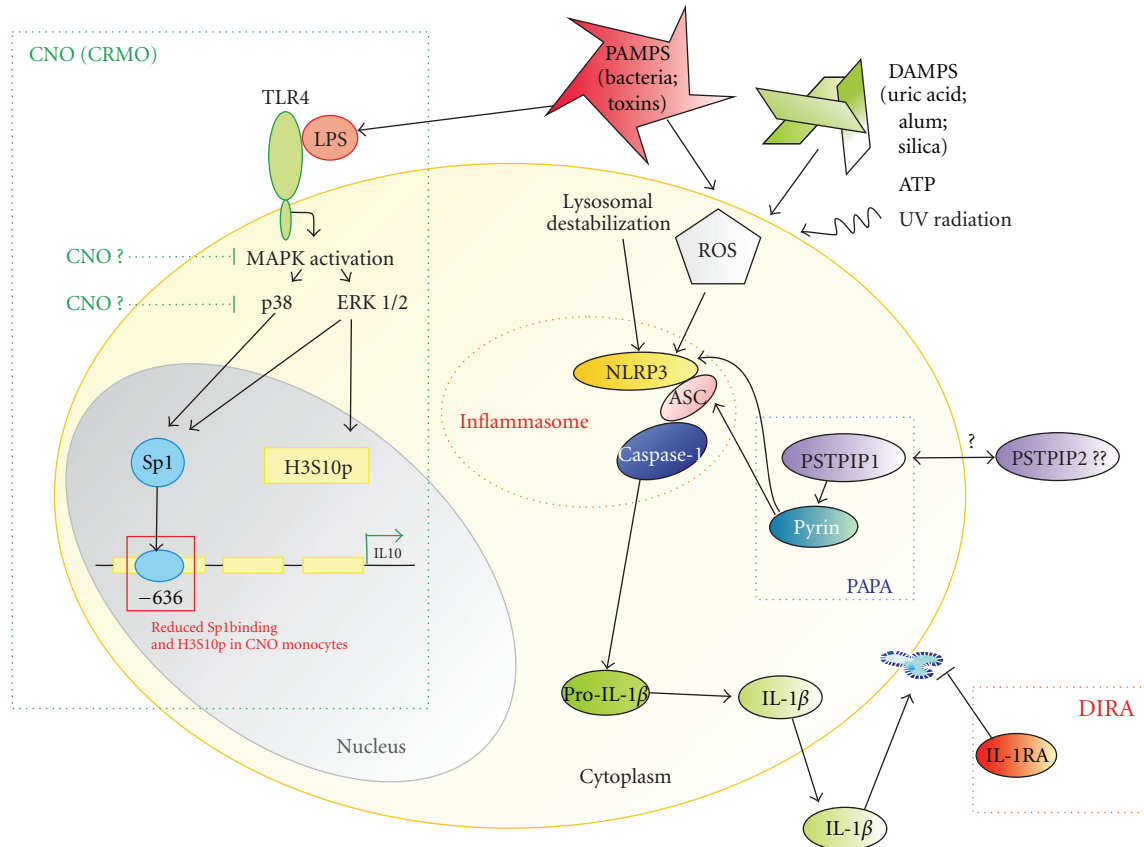 CNO (CRMO)
TLR4
LPS
PAMPS
(bacteria;
toxins)
DAMPS
(uric acid;
alum;
silica)
ATP
UV radiation
Lysosomal
destabilization
ROS
CNO ?
MAPK activation
CNO ?
p38
ERK 1/2
NLRP3
ASC
Inflammasome
Caspase-1
Sp1
H3S10p
PSTPIP1
?
PSTPIP2 ??
Pyrin
IL10
−636
PAPA
Reduced Sp1binding
and H3S10p in CNO monocytes
Pro-IL-1β
IL-1β
DIRA
Nucleus
IL-1RA
Cytoplasm
IL-1β